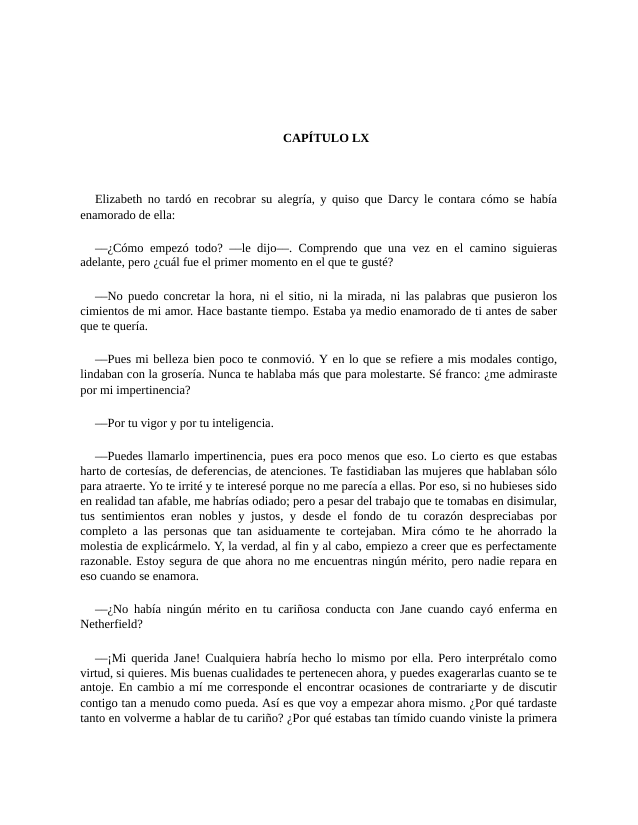 CAPÍTULO LX
Elizabeth no tardó en recobrar su alegría, y quiso que Darcy le contara cómo se había
enamorado de ella:
—¿Cómo empezó todo? —le dijo—. Comprendo que una vez en el camino siguieras
adelante, pero ¿cuál fue el primer momento en el que te gusté?
—No puedo concretar la hora, ni el sitio, ni la mirada, ni las palabras que pusieron los
cimientos de mi amor. Hace bastante tiempo. Estaba ya medio enamorado de ti antes de saber
que te quería.
—Pues mi belleza bien poco te conmovió. Y en lo que se refiere a mis modales contigo,
lindaban con la grosería. Nunca te hablaba más que para molestarte. Sé franco: ¿me admiraste
por mi impertinencia?
—Por tu vigor y por tu inteligencia.
—Puedes llamarlo impertinencia, pues era poco menos que eso. Lo cierto es que estabas
harto de cortesías, de deferencias, de atenciones. Te fastidiaban las mujeres que hablaban sólo
para atraerte. Yo te irrité y te interesé porque no me parecía a ellas. Por eso, si no hubieses sido
en realidad tan afable, me habrías odiado; pero a pesar del trabajo que te tomabas en disimular,
tus sentimientos eran nobles y justos, y desde el fondo de tu corazón despreciabas por
completo a las personas que tan asiduamente te cortejaban. Mira cómo te he ahorrado la
molestia de explicármelo. Y, la verdad, al fin y al cabo, empiezo a creer que es perfectamente
razonable. Estoy segura de que ahora no me encuentras ningún mérito, pero nadie repara en
eso cuando se enamora.
—¿No había ningún mérito en tu cariñosa conducta con Jane cuando cayó enferma en
Netherfield?
—¡Mi querida Jane! Cualquiera habría hecho lo mismo por ella. Pero interprétalo como
virtud, si quieres. Mis buenas cualidades te pertenecen ahora, y puedes exagerarlas cuanto se te
antoje. En cambio a mí me corresponde el encontrar ocasiones de contrariarte y de discutir
contigo tan a menudo como pueda. Así es que voy a empezar ahora mismo. ¿Por qué tardaste
tanto en volverme a hablar de tu cariño? ¿Por qué estabas tan tímido cuando viniste la primera